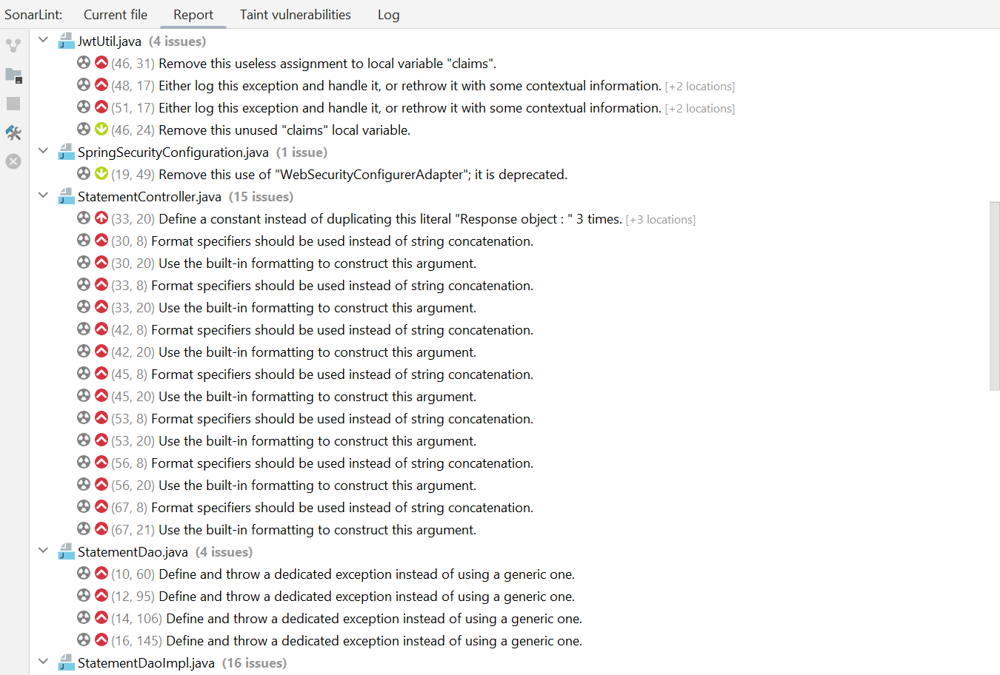 SonarLint: Current file Report Taint vulnerabilities Log
JwtUtil.java (4 issues)
(46, 31) Remove this useless assignment to local variable "claims".
(48, 17) Either log this exception and handle it, or rethrow it with some contextual information. [+2 locations]
(51, 17) Either log this exception and handle it, or rethrow it with some contextual information. [+2 locations]
(46, 24) Remove this unused "claims" local variable.
SpringSecurityConfiguration.java (1 issue)
(19, 49) Remove this use of "WebSecurityConfigurerAdapter"; it is deprecated.
StatementController.java (15 issues)
(33, 20) Define a constant instead of duplicating this literal "Response object : " 3 times. [+3 locations]
(30, 8) Format specifiers should be used instead of string concatenation.
(30, 20) Use the built-in formatting to construct this argument.
(33, 8) Format specifiers should be used instead of string concatenation.
(33, 20) Use the built-in formatting to construct this argument.
(42, 8) Format specifiers should be used instead of string concatenation.
(42, 20) Use the built-in formatting to construct this argument.
(45, 8) Format specifiers should be used instead of string concatenation.
(45, 20) Use the built-in formatting to construct this argument.
(53, 8) Format specifiers should be used instead of string concatenation.
(53, 20) Use the built-in formatting to construct this argument.
(56, 8) Format specifiers should be used instead of string concatenation.
(56, 20) Use the built-in formatting to construct this argument.
(67, 8) Format specifiers should be used instead of string concatenation.
(67, 21) Use the built-in formatting to construct this argument.
StatementDao.java (4 issues)
(10, 60) Define and throw a dedicated exception instead of using a generic one.
(12, 95) Define and throw a dedicated exception instead of using a generic one.
(14, 106) Define and throw a dedicated exception instead of using a generic one.
(16, 145) Define and throw a dedicated exception instead of using a generic one.
StatementDaoImpl.java (16 issues)